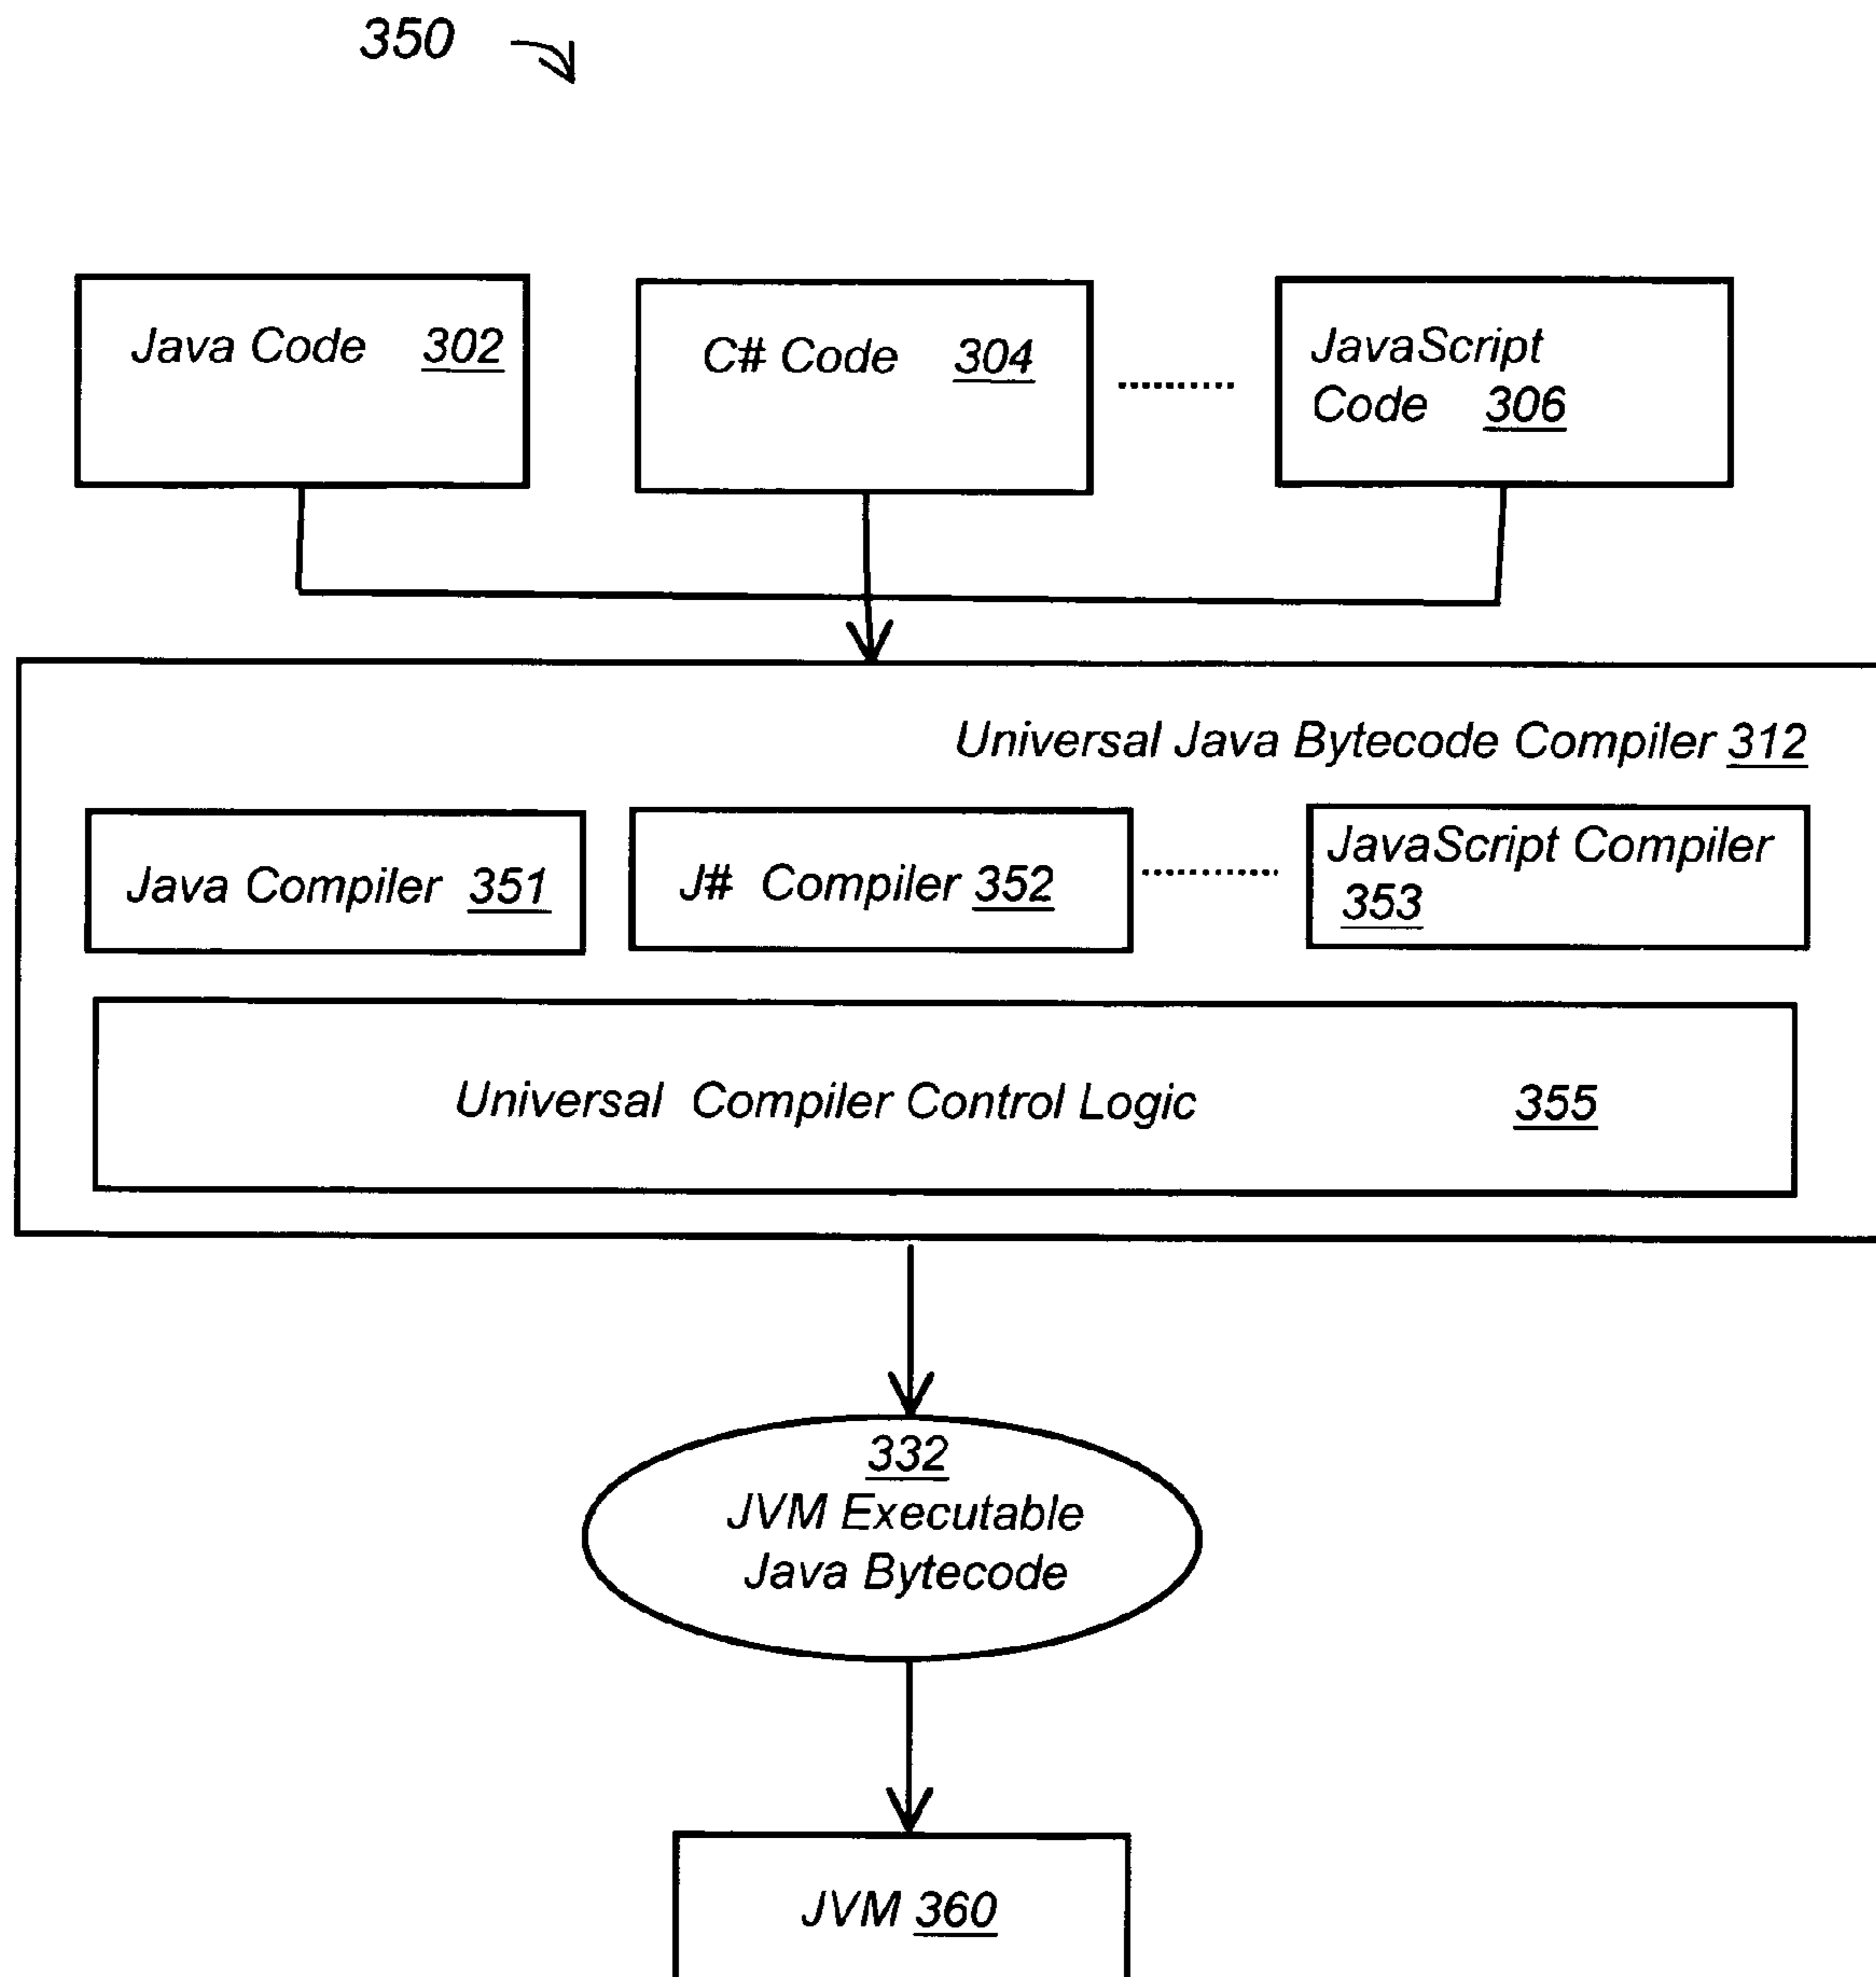 350
Java Code 302
C# Code 304
JavaScript
Code 306
Universal Java Bytecode Compiler 312
Java Compiler 351
J# Compiler 352
JavaScript Compiler
353
Universal Compiler Control Logic 355
332
JVM Executable
Java Bytecode
JVM 360